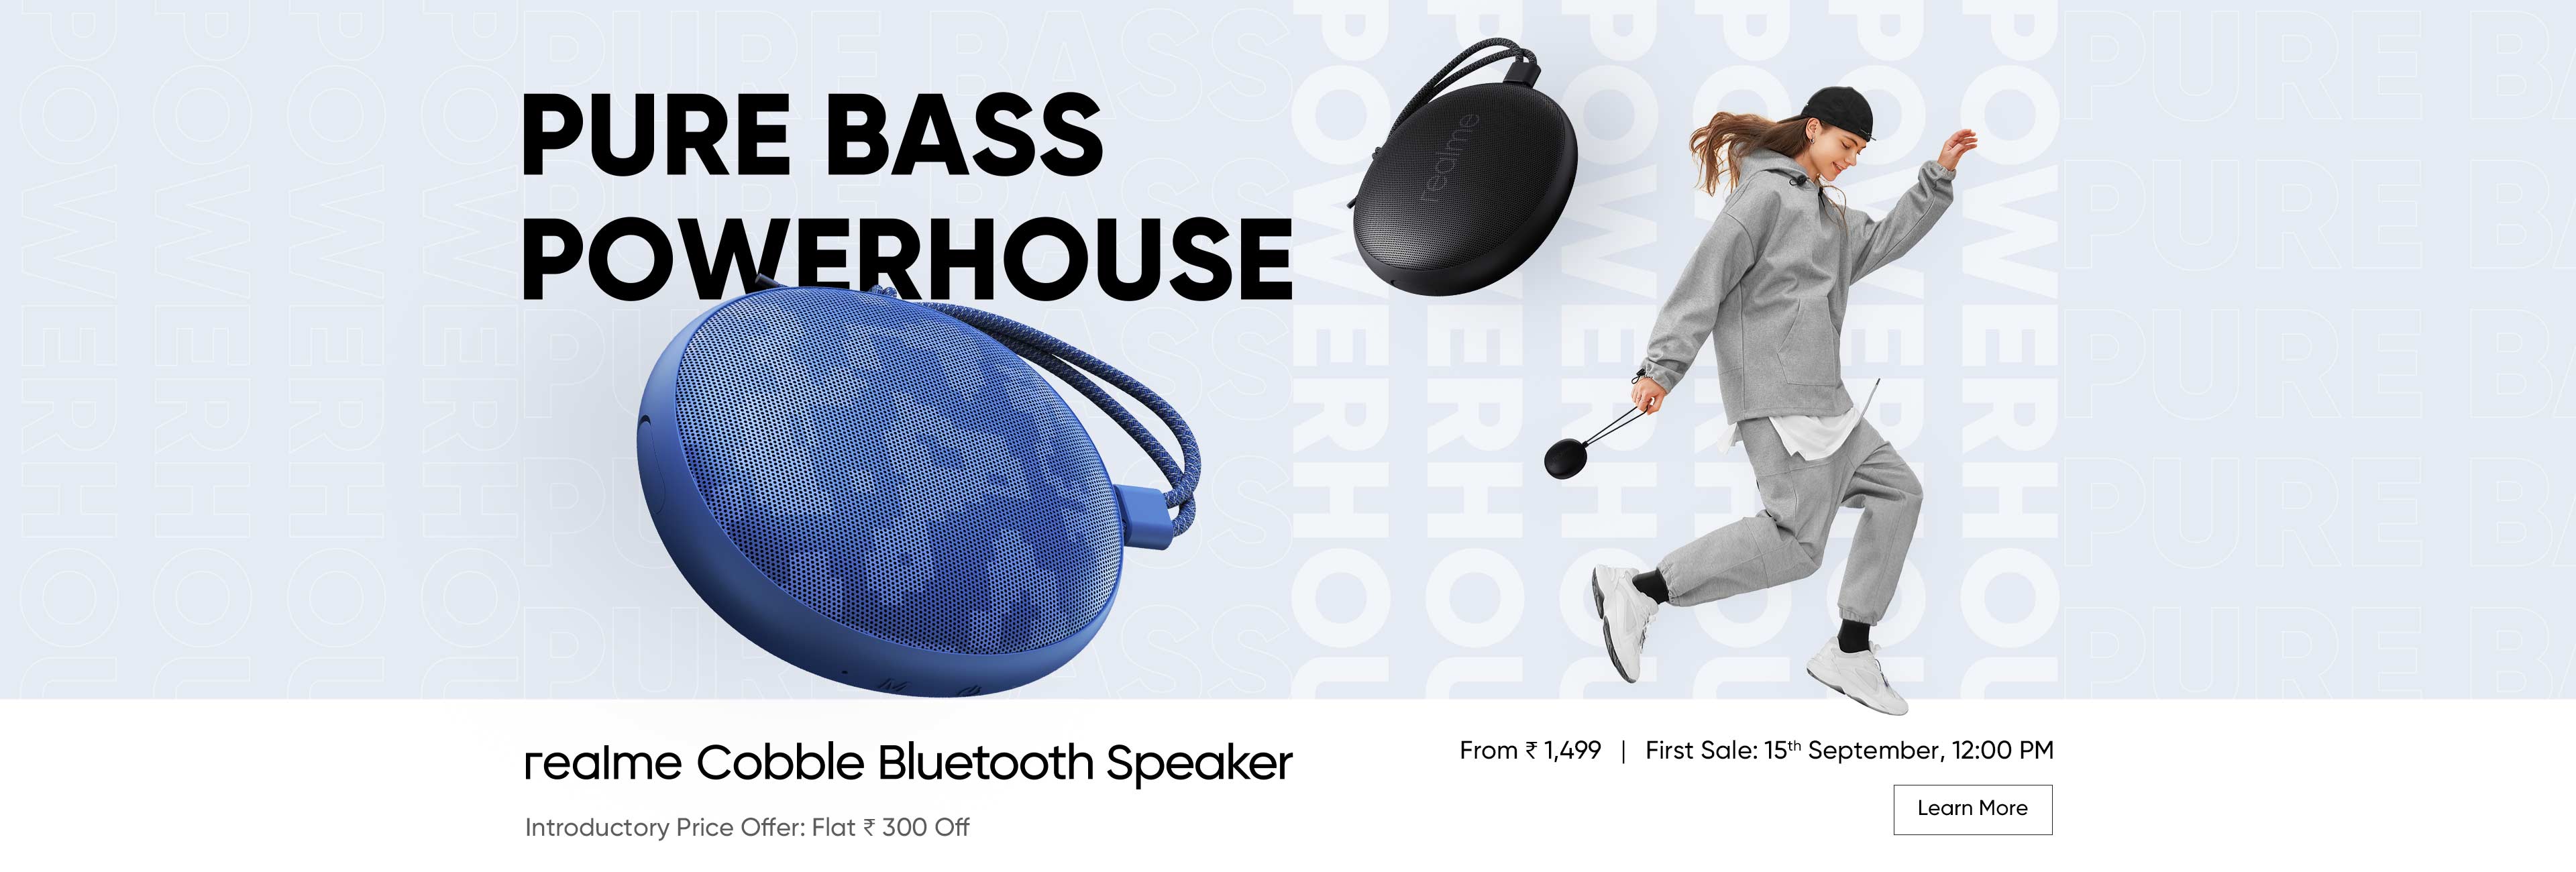 PURE BASS
POWERHOUSE
realme
realme Cobble Bluetooth Speaker
Introductory Price Offer: Flat ₹ 300 Off
From ₹ 1,499 | First Sale: 15th September, 12:00 PM
Learn More